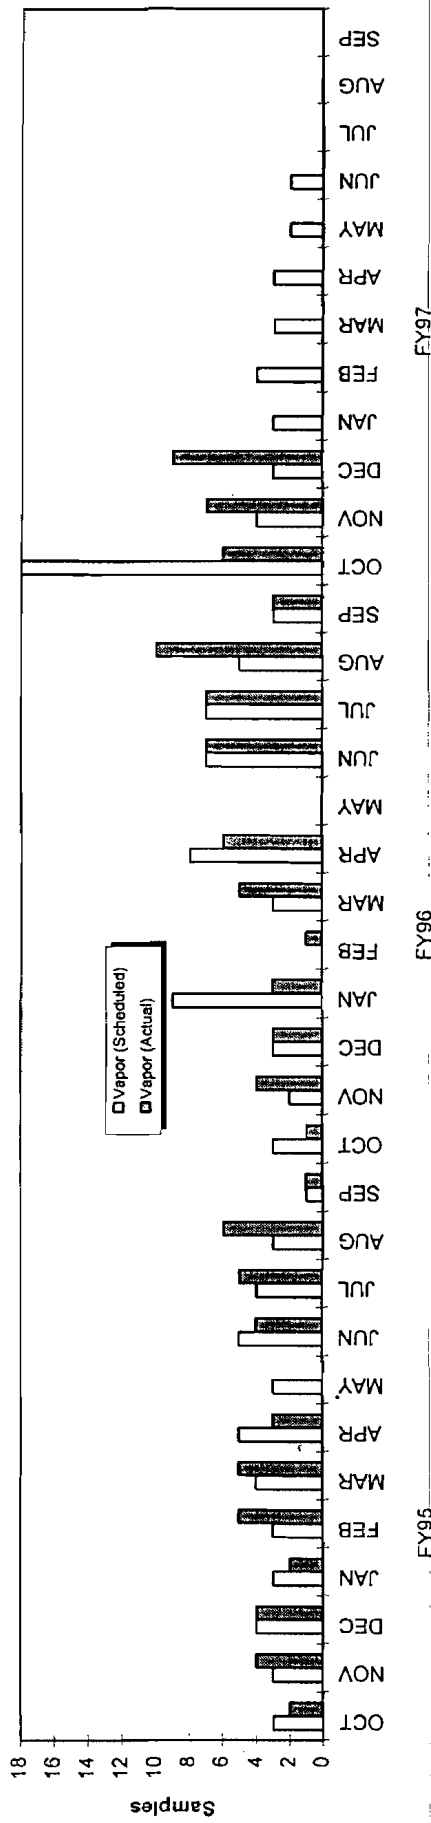 Samples
18
16
14
12
10
8
6
4
2
0
Vapor (Scheduled)
Vapor (Actual)
OCT
NOV
DEC
JAN
FEB
MAR
APR
MAY
JUN
JUL
AUG
SEP
OCT
NOV
DEC
JAN
FEB
MAR
APR
MAY
JUN
JUL
AUG
SEP
OCT
NOV
DEC
JAN
FEB
MAR
APR
MAY
JUN
JUL
AUG
SEP
FY95
FY96
FY97